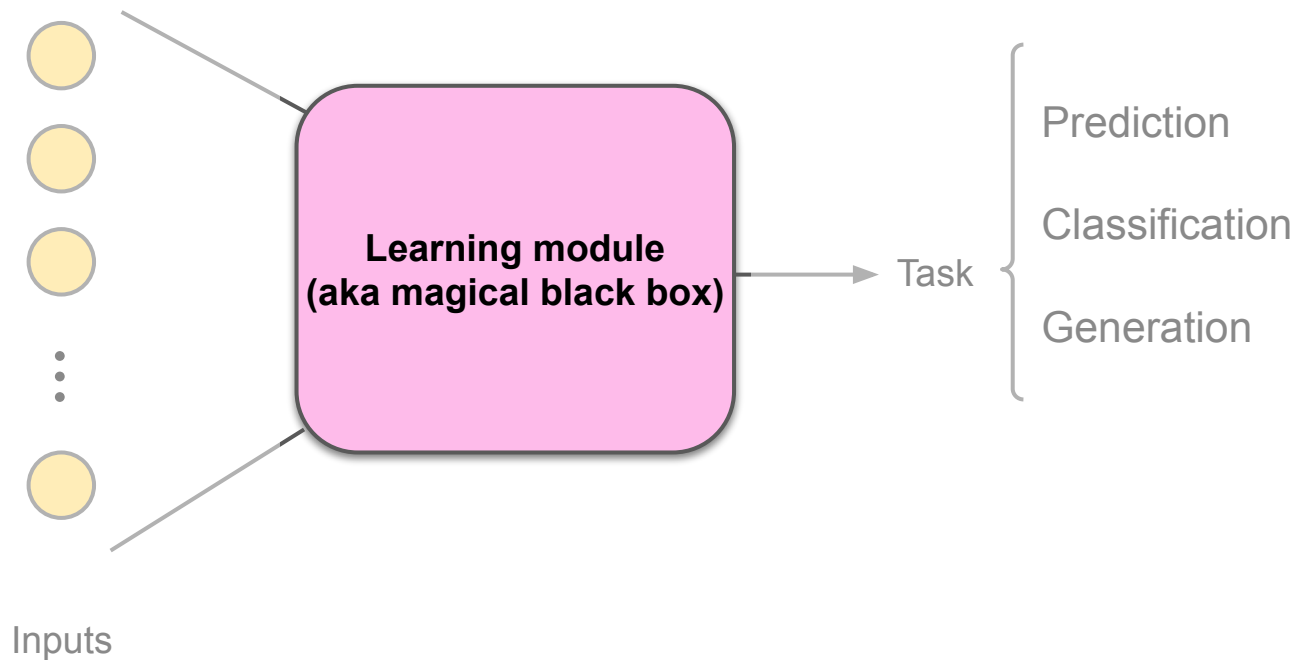 Learning module
(aka magical black box)
Task
Prediction
Classification
Generation
Inputs